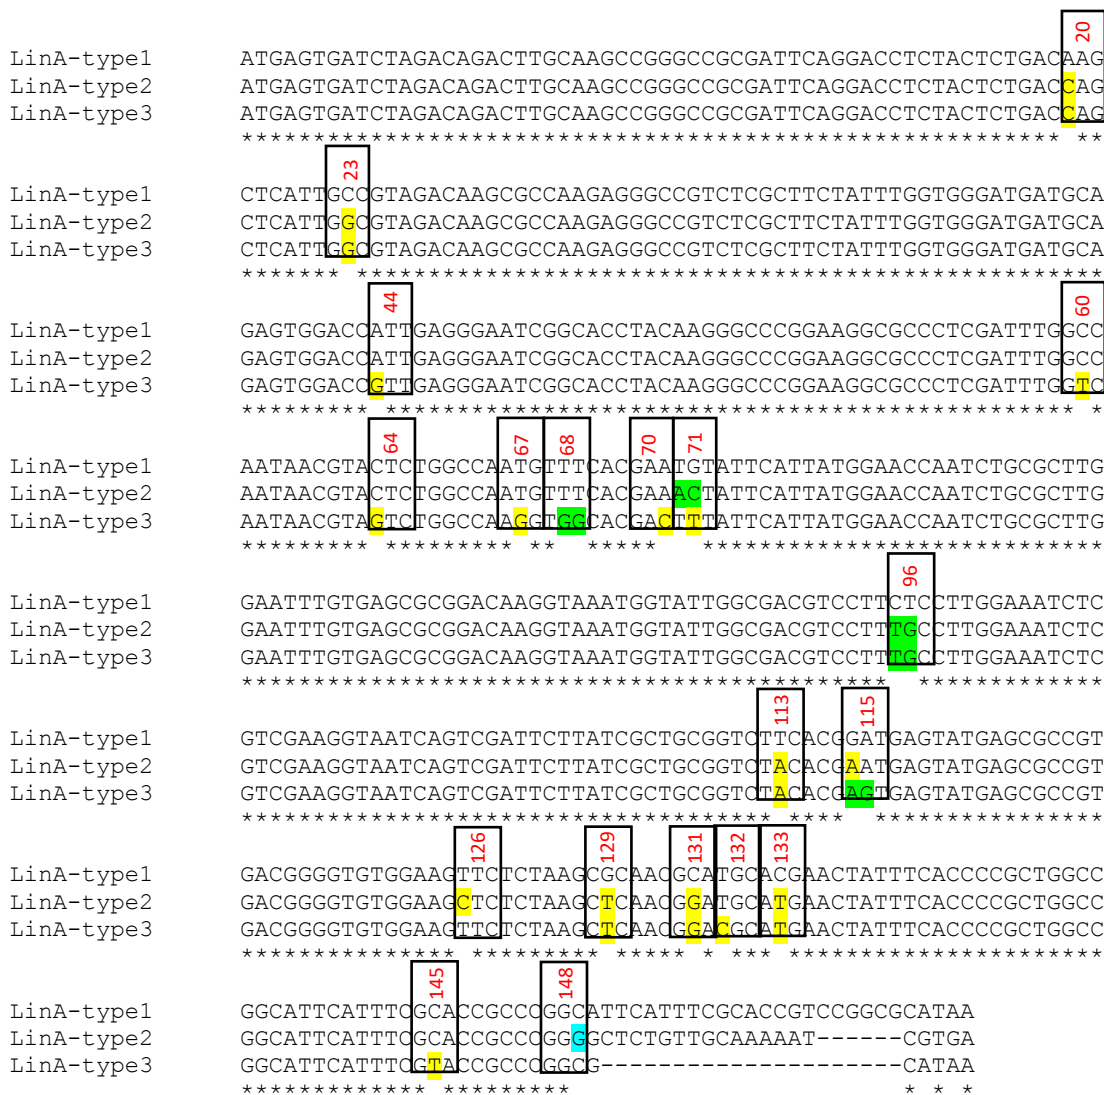 20
LinA-type1 ATGAGTGATCTAGACAGACTTGCAAGCCGGGCCGCGATTCAGGACCTCTACTCTGACAAG
LinA-type2 ATGAGTGATCTAGACAGACTTGCAAGCCGGGCCGCGATTCAGGACCTCTACTCTGACCAG
LinA-type3 ATGAGTGATCTAGACAGACTTGCAAGCCGGGCCGCGATTCAGGACCTCTACTCTGACCAG
********************************************************* **
23
LinA-type1 CTCATTGCCGTAGACAAGCGCCAAGAGGGCCGTCTCGCTTCTATTTGGTGGGATGATGCA
LinA-type2 CTCATTGGCGTAGACAAGCGCCAAGAGGGCCGTCTCGCTTCTATTTGGTGGGATGATGCA
LinA-type3 CTCATTGGCGTAGACAAGCGCCAAGAGGGCCGTCTCGCTTCTATTTGGTGGGATGATGCA
******* ****************************************************
44 60
LinA-type1 GAGTGGACCATTGAGGGAATCGGCACCTACAAGGGCCCGGAAGGCGCCCTCGATTTGGCC
LinA-type2 GAGTGGACCATTGAGGGAATCGGCACCTACAAGGGCCCGGAAGGCGCCCTCGATTTGGCC
LinA-type3 GAGTGGACCGTTGAGGGAATCGGCACCTACAAGGGCCCGGAAGGCGCCCTCGATTTGGTC
********* ************************************************ *
64 67 68 70 71
LinA-type1 AATAACGTACTCTGGCCAATGTTTCACGAATGTATTCATTATGGAACCAATCTGCGCTTG
LinA-type2 AATAACGTACTCTGGCCAATGTTTCACGAAACTATTCATTATGGAACCAATCTGCGCTTG
LinA-type3 AATAACGTAGTCTGGCCAAGGTGGCACGACTTTATTCATTATGGAACCAATCTGCGCTTG
********* ********* **  *****   ****************************
96
LinA-type1 GAATTTGTGAGCGCGGACAAGGTAAATGGTATTGGCGACGTCCTTCTCCTTGGAAATCTC
LinA-type2 GAATTTGTGAGCGCGGACAAGGTAAATGGTATTGGCGACGTCCTTTGCCTTGGAAATCTC
LinA-type3 GAATTTGTGAGCGCGGACAAGGTAAATGGTATTGGCGACGTCCTTTGCCTTGGAAATCTC
*********************************************  *************
113 115
LinA-type1 GTCGAAGGTAATCAGTCGATTCTTATCGCTGCGGTCTTCACGGATGAGTATGAGCGCCGT
LinA-type2 GTCGAAGGTAATCAGTCGATTCTTATCGCTGCGGTCTACACGAATGAGTATGAGCGCCGT
LinA-type3 GTCGAAGGTAATCAGTCGATTCTTATCGCTGCGGTCTACACGAGTGAGTATGAGCGCCGT
************************************* ****  ****************
126 129 131 132 133
LinA-type1 GACGGGGTGTGGAAGTTCTCTAAGCGCAACGCATGCACGAACTATTTCACCCCGCTGGCC
LinA-type2 GACGGGGTGTGGAAGCTCTCTAAGCTCAACGGATGCATGAACTATTTCACCCCGCTGGCC
LinA-type3 GACGGGGTGTGGAAGTTCTCTAAGCTCAACGGACGCATGAACTATTTCACCCCGCTGGCC
*************** ********* ***** * *** **********************
145 148
LinA-type1 GGCATTCATTTCGCACCGCCCGGCATTCATTTCGCACCGTCCGGCGCATAA
LinA-type2 GGCATTCATTTCGCACCGCCCGGGGCTCTGTTGCAAAAAT------CGTGA
LinA-type3 GGCATTCATTTCGTACCGCCCGGCG---------------------CATAA
************* *********                       * * *